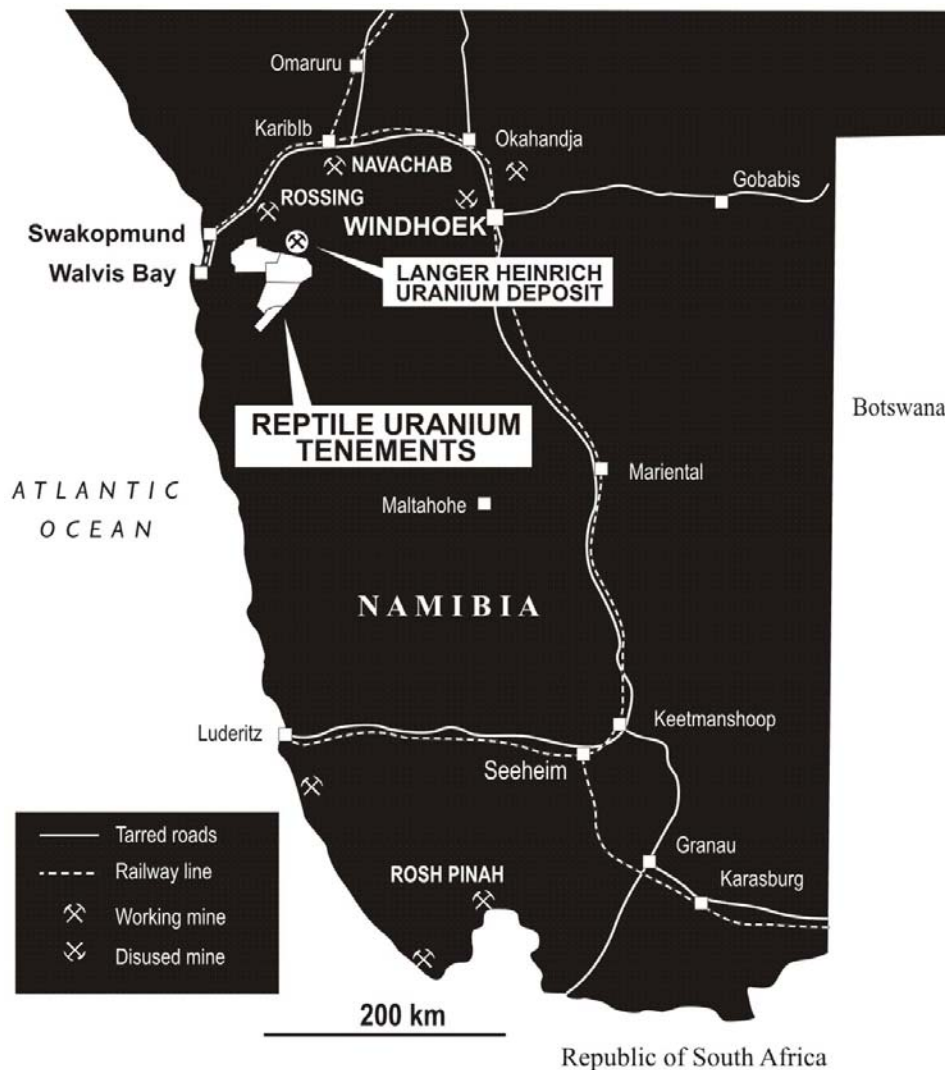 Omaruru
Kariblb
Okahandja
NAVACHAB
Gobabis
ROSSING
WINDHOEK
Swakopmund
Walvis Bay
LANGER HEINRICH
URANIUM DEPOSIT
REPTILE URANIUM
TENEMENTS
Botswana
Mariental
ATLANTIC
OCEAN
Maltahohe
NAMIBIA
Luderitz
Keetmanshoop
Seeheim
Tarred roads
Railway line
Working mine
Disused mine
Granau
Karasburg
ROSH PINAH
200 km
Republic of South Africa